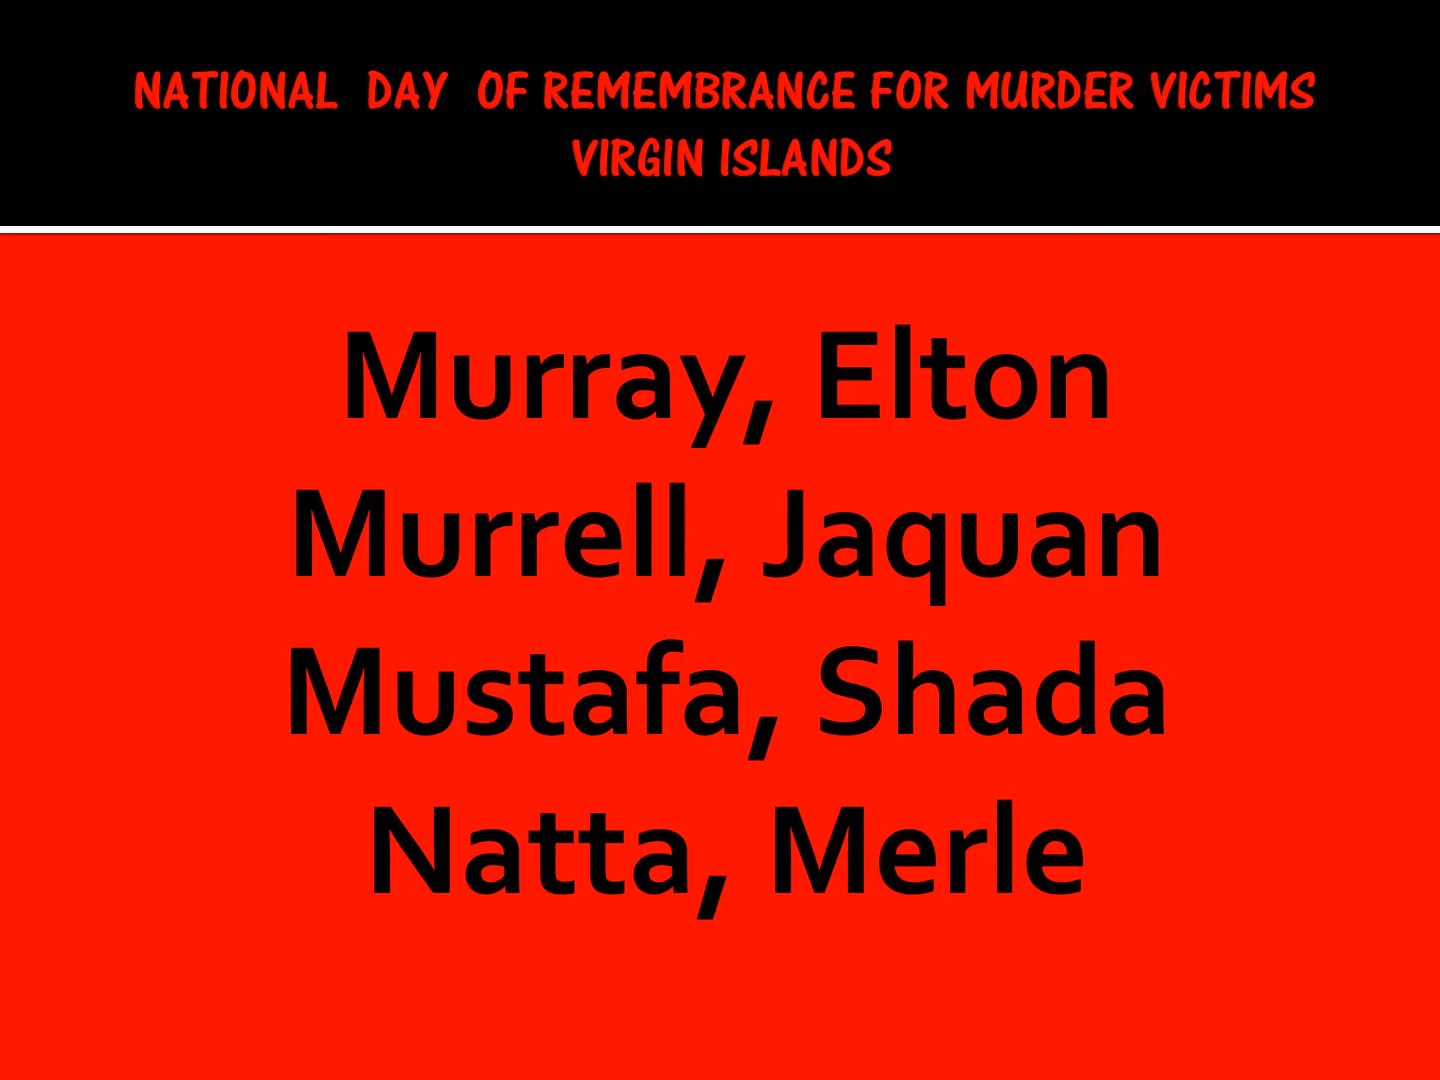 NATIONAL DAY OF REMEMBRANCE FOR MURDER VICTIMS
VIRGIN ISLANDS
Murray, Elton
Murrell, Jaquan
Mustafa, Shada
Natta, Merle